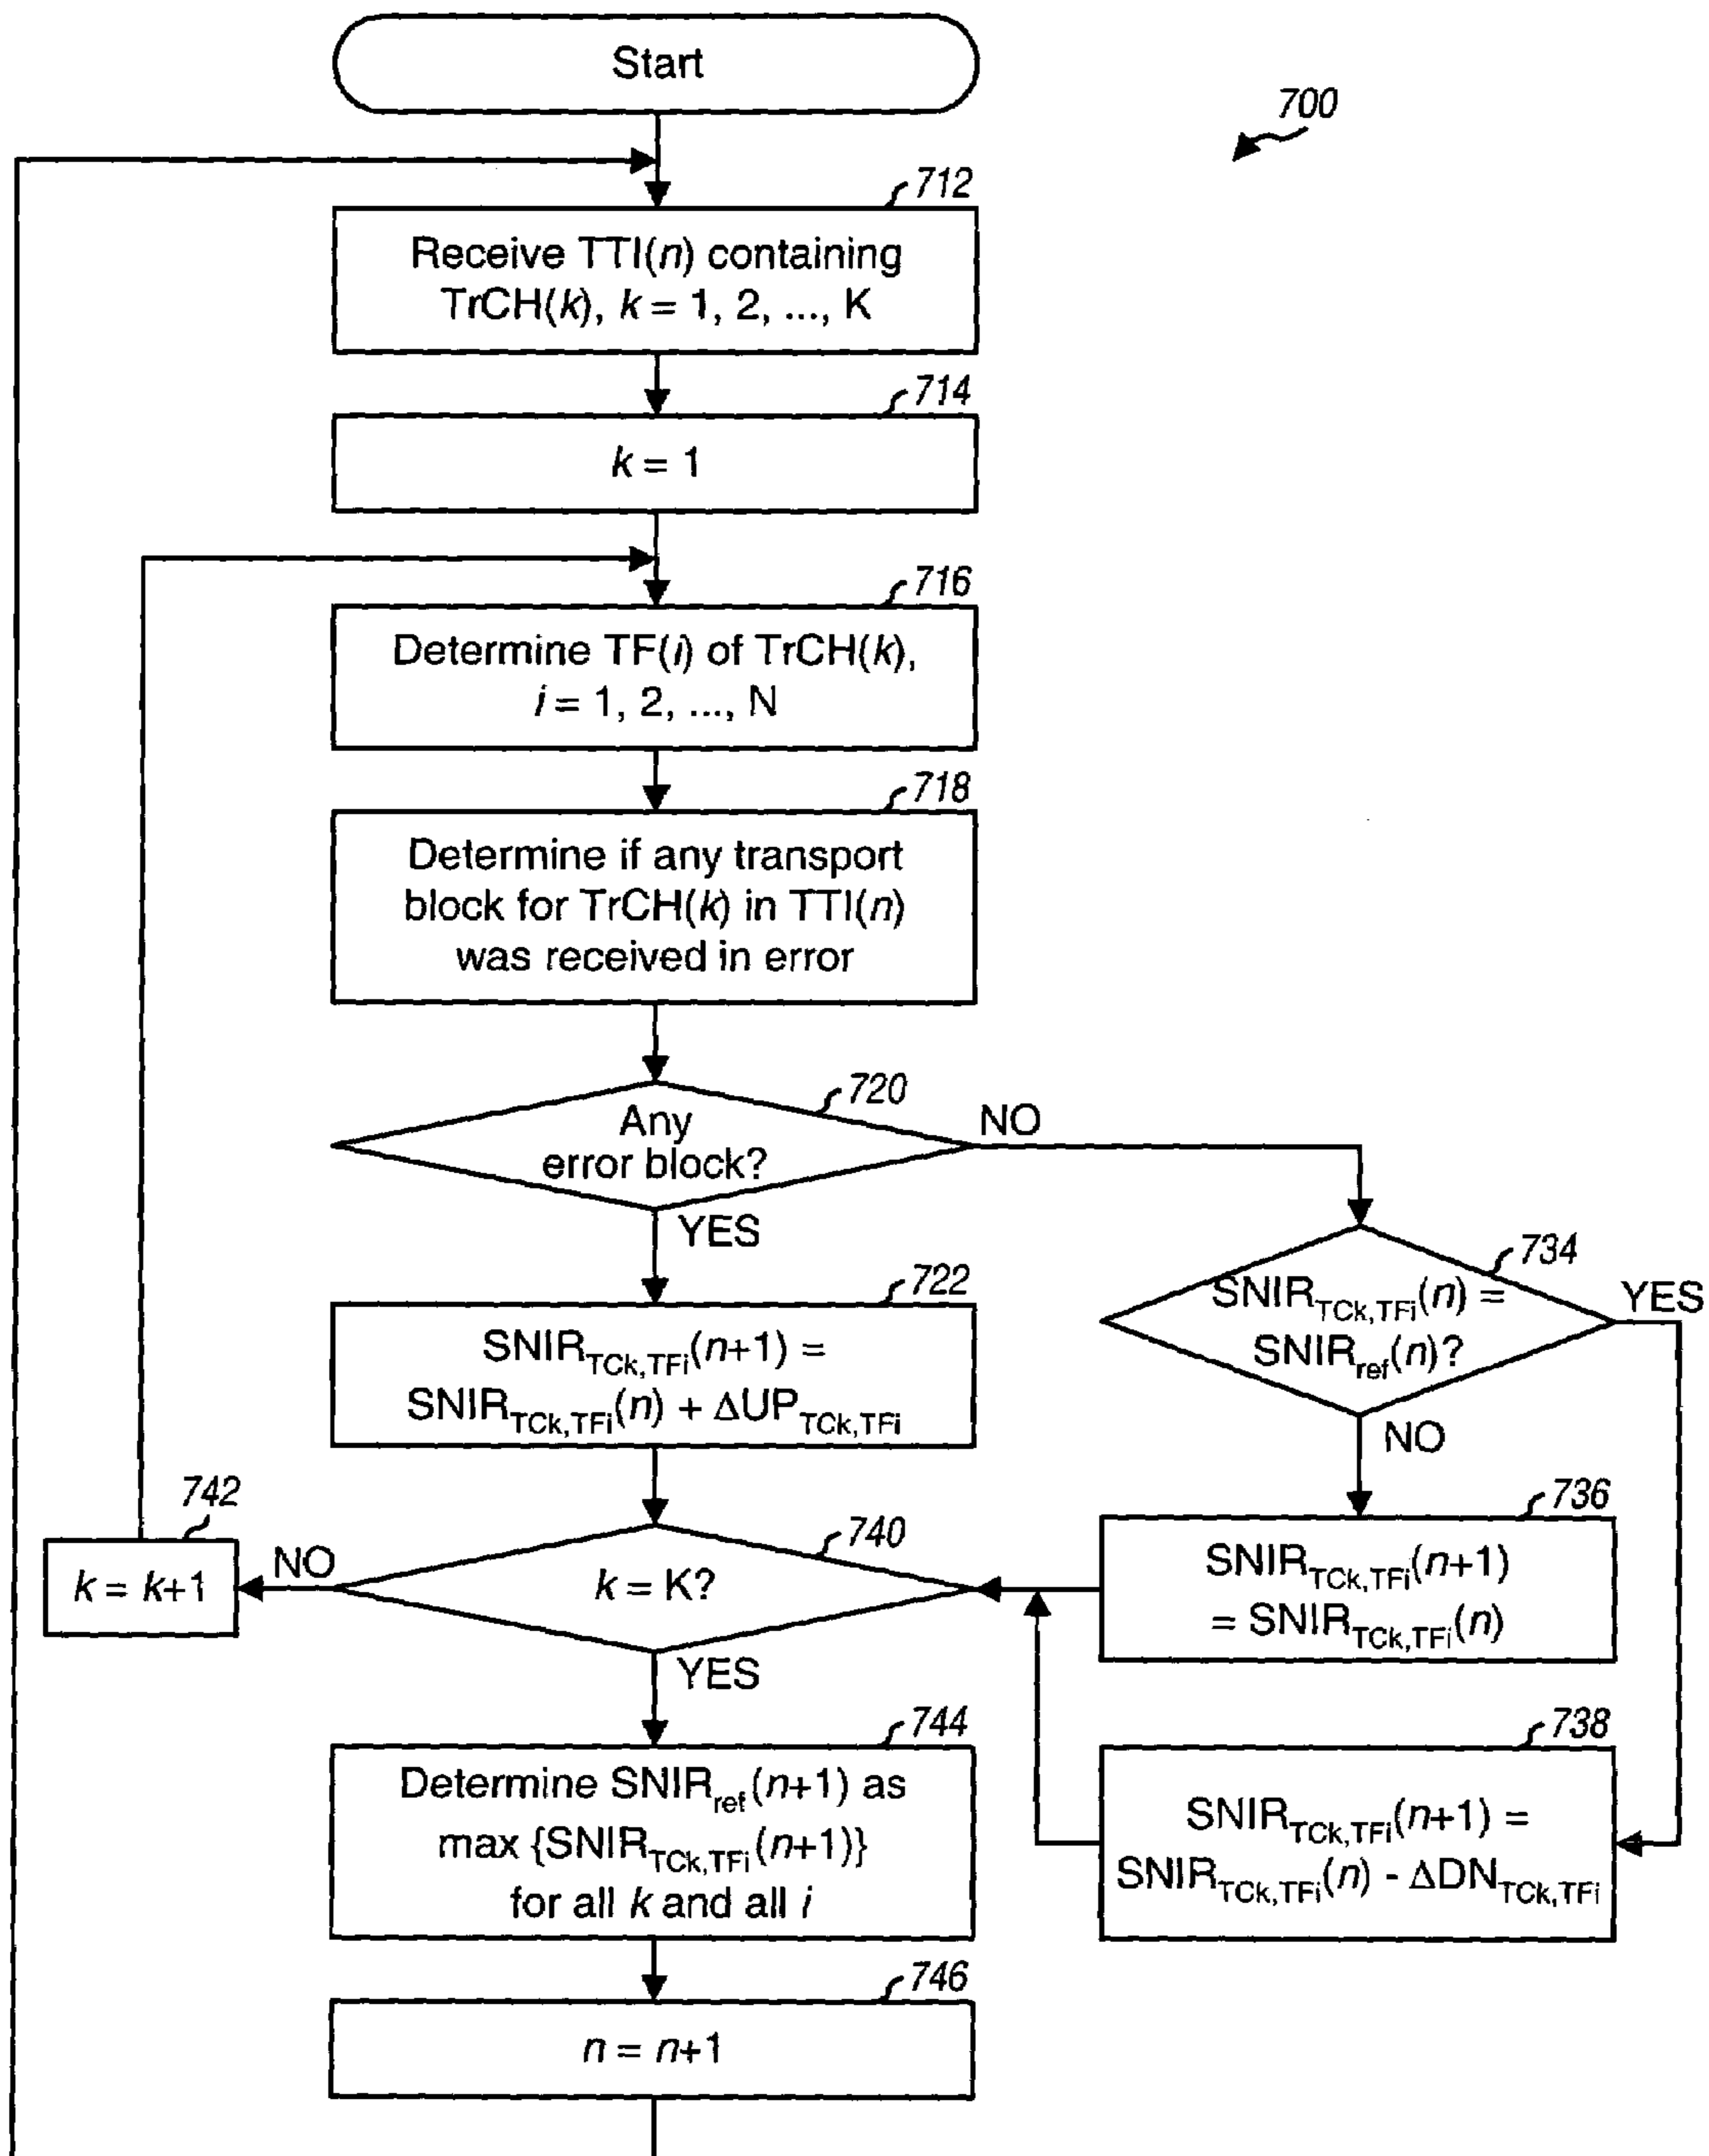 Start
700
712
Receive TTI(n) containing
TrCH(k), k = 1, 2, ..., K
714
k = 1
716
Determine TF(i) of TrCH(k),
i = 1, 2, ..., N
718
Determine if any transport
block for TrCH(k) in TTI(n)
was received in error
720
Any
error block?
NO
YES
734
SNIR_TCk,TFi(n) =
SNIR_ref(n)?
YES
NO
722
SNIR_TCk,TFi(n+1) =
SNIR_TCk,TFi(n) + ΔUP_TCk,TFi
736
SNIR_TCk,TFi(n+1)
= SNIR_TCk,TFi(n)
740
k = K?
NO
YES
742
k = k+1
738
SNIR_TCk,TFi(n+1) =
SNIR_TCk,TFi(n) - ΔDN_TCk,TFi
744
Determine SNIR_ref(n+1) as
max {SNIR_TCk,TFi(n+1)}
for all k and all i
746
n = n+1